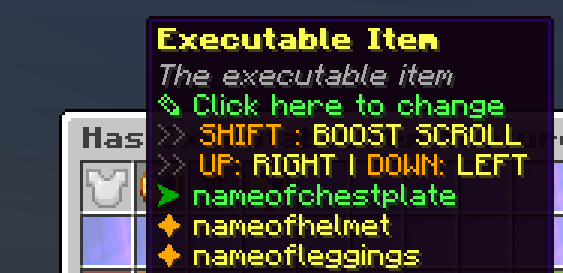 Executable Item
The executable item
✎ Click here to change
>> SHIFT : BOOST SCROLL
>> UP: RIGHT | DOWN: LEFT
➤ nameofchestplate
✦ nameofhelmet
✦ nameofleggings
Has